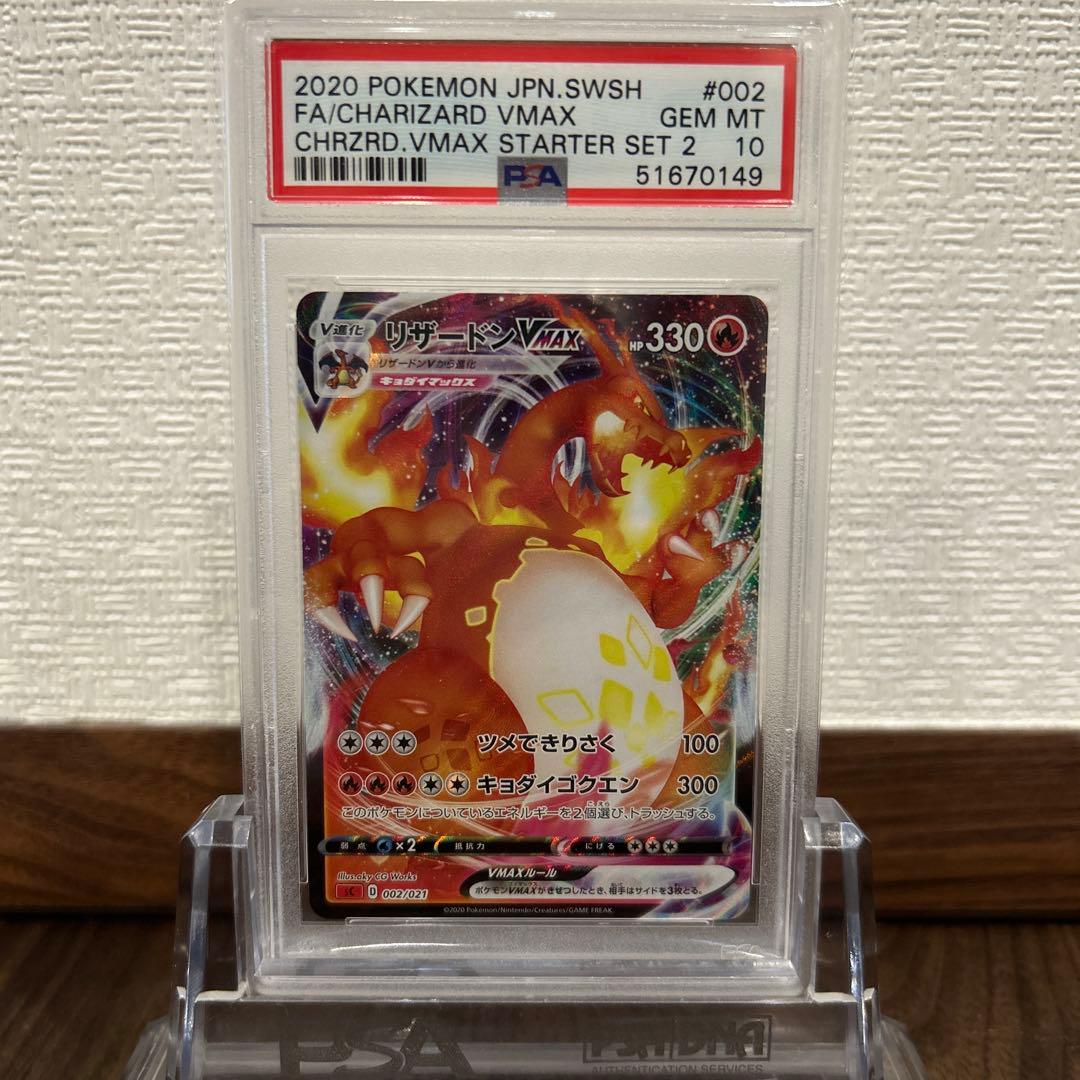 2020 POKEMON JPN.SWSH #002
FA/CHARIZARD VMAX GEM MT
CHRZRD.VMAX STARTER SET 2 10
PSA 51670149
V進化 リザードンVMAX HP 330
リザードンVから進化
キョダイマックス
ツメできりさく 100
キョダイゴクエン 300
このポケモンについているエネルギーを2個選び、トラッシュする。
弱点 ×2 抵抗力 にげる
Illus.aky CG Works
VMAXルール
sC D 002/021
ポケモンVMAXがきぜつしたとき、相手はサイドを3枚とる。
©2020 Pokémon/Nintendo/Creatures/GAME FREAK
PSA PSA/DNA
AUTHENTICATION SERVICES